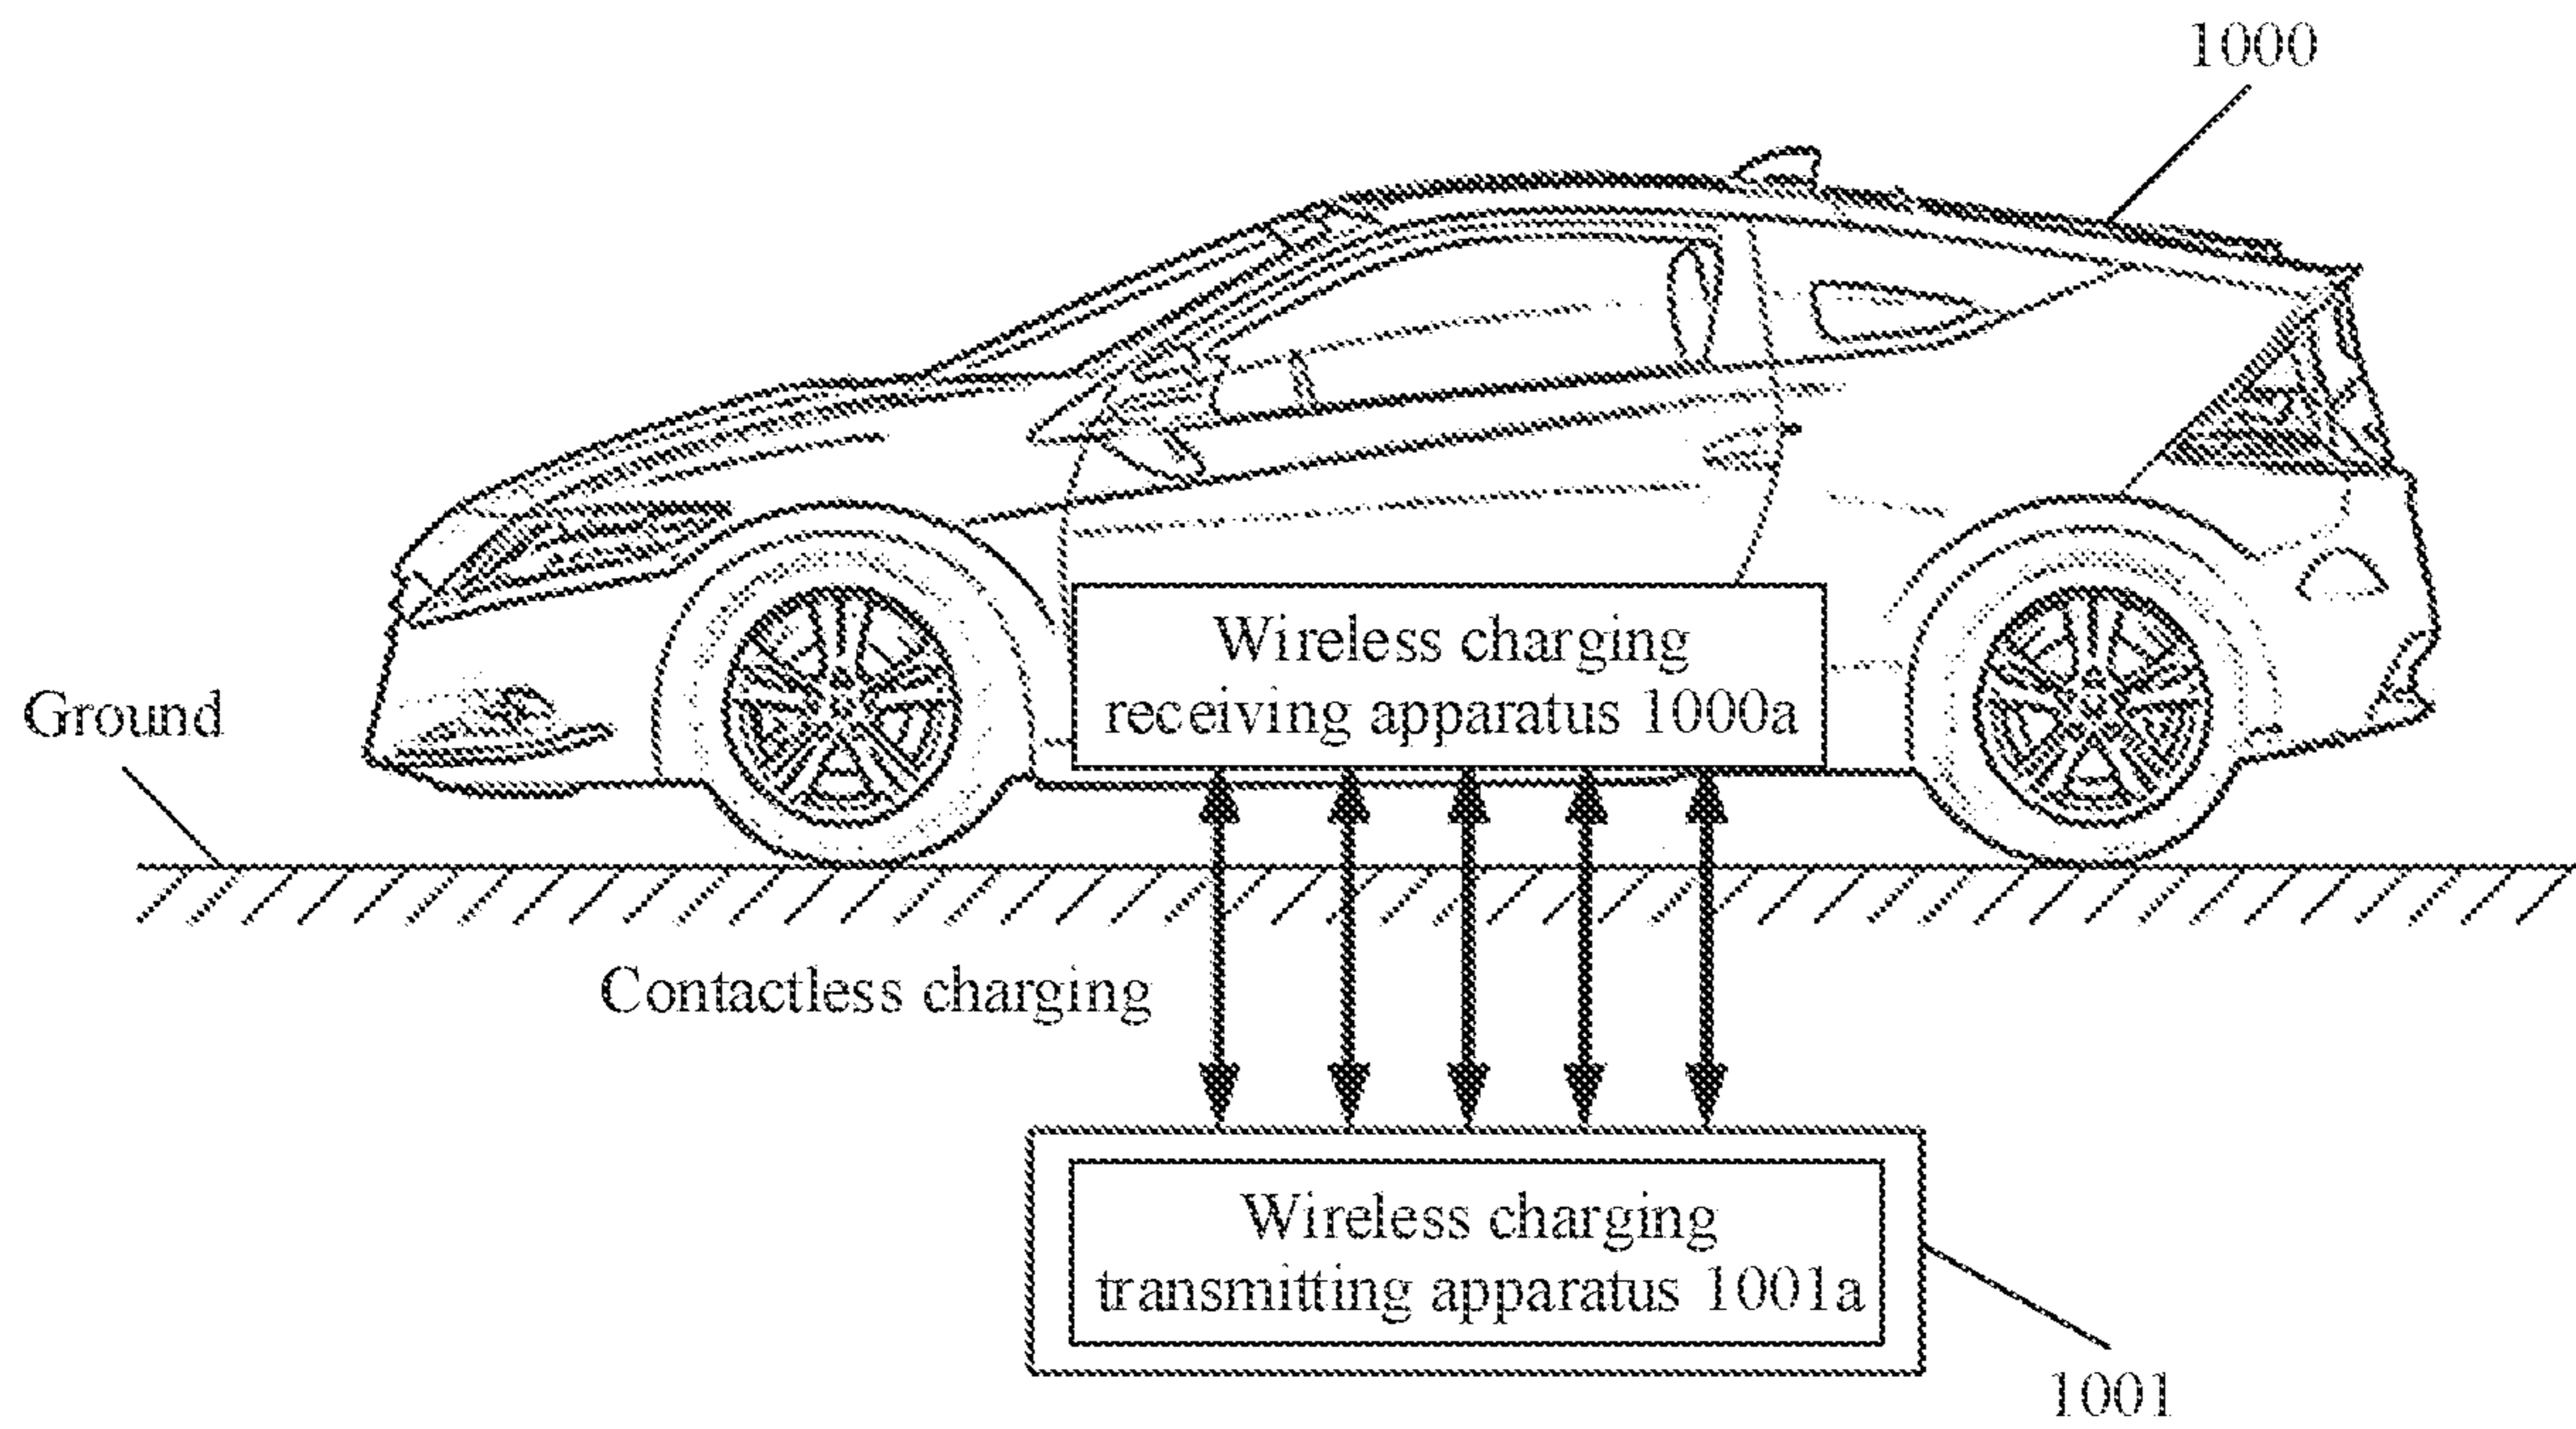 1000
Wireless charging
receiving apparatus 1000a
Ground
Contactless charging
Wireless charging
transmitting apparatus 1001a
1001